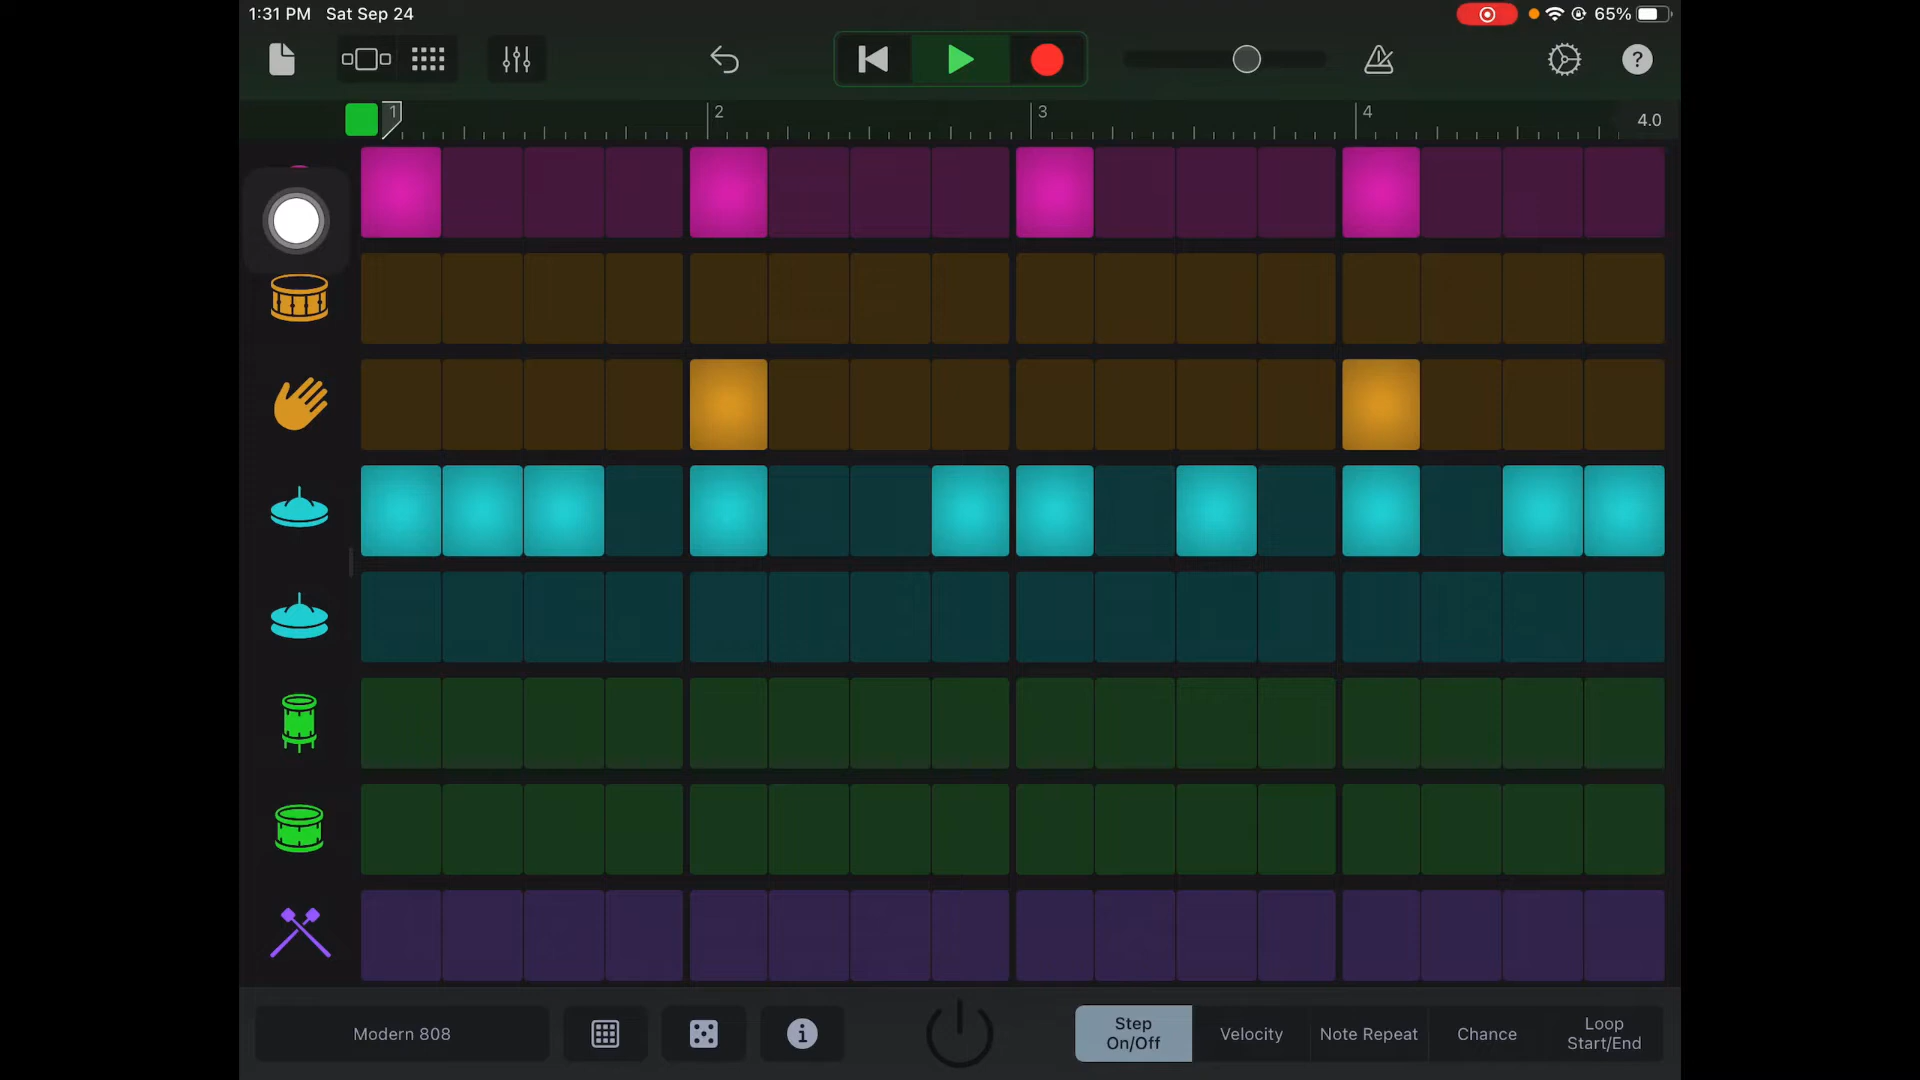 1:31 PM Sat Sep 24 65%
?
1 2 3 4 4.0
Modern 808
i
Step
On/Off
Velocity
Note Repeat
Chance
Loop
Start/End